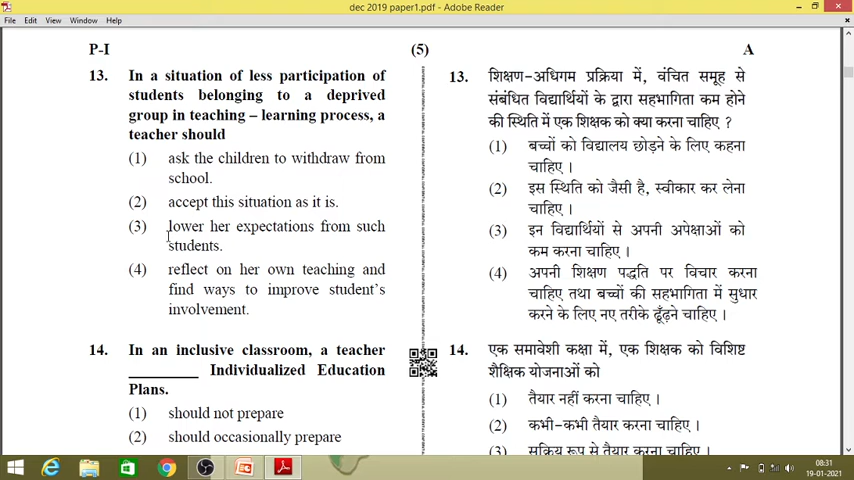 dec 2019 paper1.pdf - Adobe Reader
File Edit View Window Help
P-I
(5)
A
13. In a situation of less participation of
students belonging to a deprived
group in teaching – learning process, a
teacher should
(1) ask the children to withdraw from
school.
(2) accept this situation as it is.
(3) lower her expectations from such
students.
(4) reflect on her own teaching and
find ways to improve student's
involvement.
14. In an inclusive classroom, a teacher
________ Individualized Education
Plans.
(1) should not prepare
(2) should occasionally prepare
13. शिक्षण-अधिगम प्रक्रिया में, वंचित समूह से
संबंधित विद्यार्थियों के द्वारा सहभागिता कम होने
की स्थिति में एक शिक्षक को क्या करना चाहिए ?
(1) बच्चों को विद्यालय छोड़ने के लिए कहना
चाहिए ।
(2) इस स्थिति को जैसी है, स्वीकार कर लेना
चाहिए ।
(3) इन विद्यार्थियों से अपनी अपेक्षाओं को
कम करना चाहिए ।
(4) अपनी शिक्षण पद्धति पर विचार करना
चाहिए तथा बच्चों की सहभागिता में सुधार
करने के लिए नए तरीके ढूँढ़ने चाहिए ।
14. एक समावेशी कक्षा में, एक शिक्षक को विशिष्ट
शैक्षिक योजनाओं को
(1) तैयार नहीं करना चाहिए ।
(2) कभी-कभी तैयार करना चाहिए ।
(3) सक्रिय रूप से तैयार करना चाहिए ।
08:31
19-01-2021